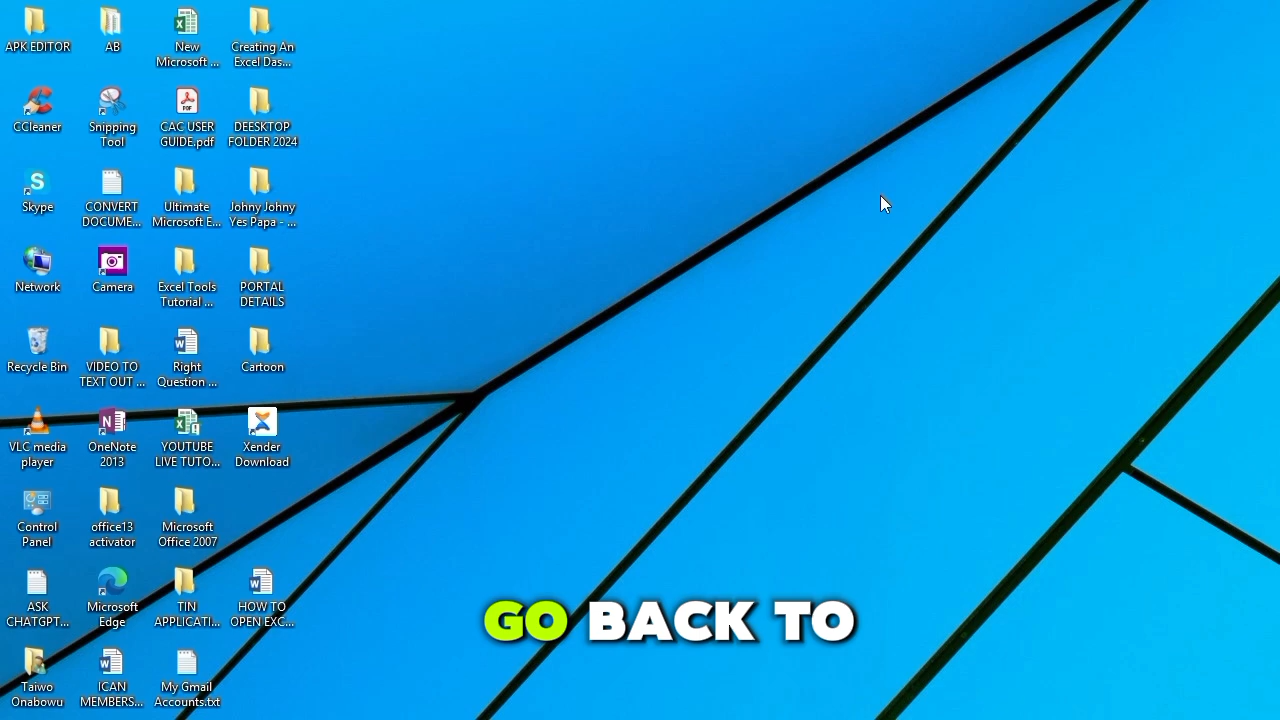 APK EDITOR
AB
New
Microsoft ...
Creating An
Excel Das...
CCleaner
Snipping
Tool
CAC USER
GUIDE.pdf
DEESKTOP
FOLDER 2024
Skype
CONVERT
DOCUME...
Ultimate
Microsoft E...
Johny Johny
Yes Papa - ...
Network
Camera
Excel Tools
Tutorial ...
PORTAL
DETAILS
Recycle Bin
VIDEO TO
TEXT OUT ...
Right
Question ...
Cartoon
VLC media
player
OneNote
2013
YOUTUBE
LIVE TUTO...
Xender
Download
Control
Panel
office13
activator
Microsoft
Office 2007
ASK
CHATGPT...
Microsoft
Edge
TIN
APPLICATI...
HOW TO
OPEN EXC...
GO BACK TO
Taiwo
Onabowu
ICAN
MEMBERS...
My Gmail
Accounts.txt